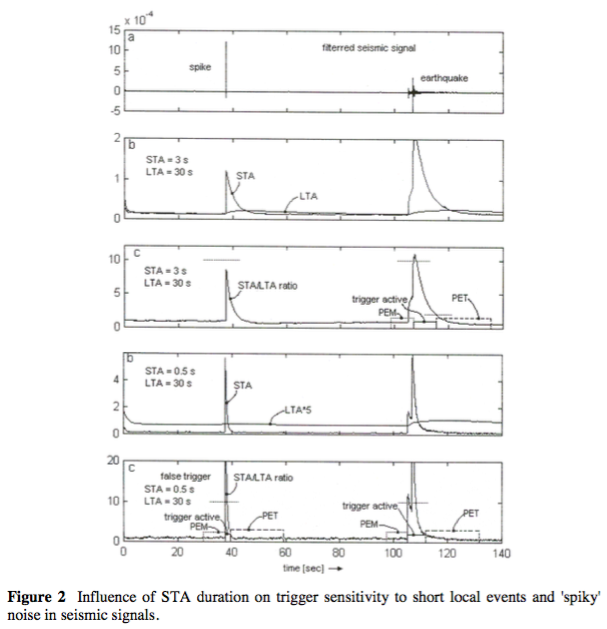 x 10⁻⁴
15
a
filterred seismic signal
10
spike
5
earthquake
0
-5
2
b
STA = 3 s
LTA = 30 s
STA
1
LTA
0
10
C
STA = 3 s
LTA = 30 s
STA/LTA ratio
5
trigger active
PET
PEM
0
b
STA = 0.5 s
LTA = 30 s
4
STA
2
LTA*5
0
20
C
false trigger
STA/LTA ratio
STA = 0.5 s
10
LTA = 30 s
trigger active
PET
PEM
trigger active
PET
PEM
0
0 20 40 60 80 100 120 140
time [sec]
Figure 2 Influence of STA duration on trigger sensitivity to short local events and 'spiky'
noise in seismic signals.